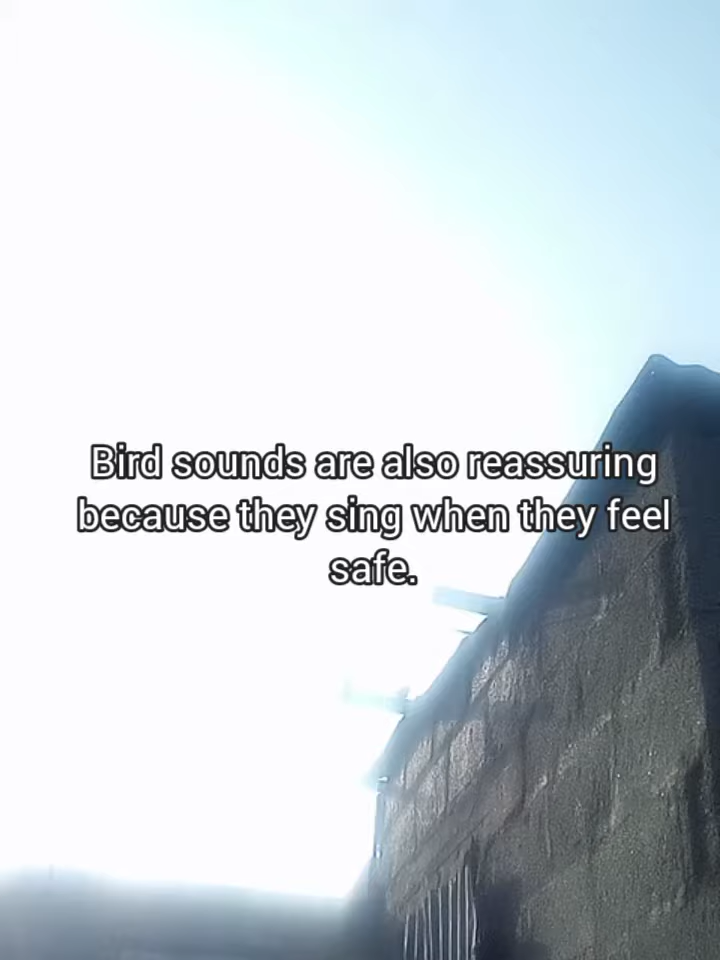 Bird sounds are also reassuring
because they sing when they feel
safe.